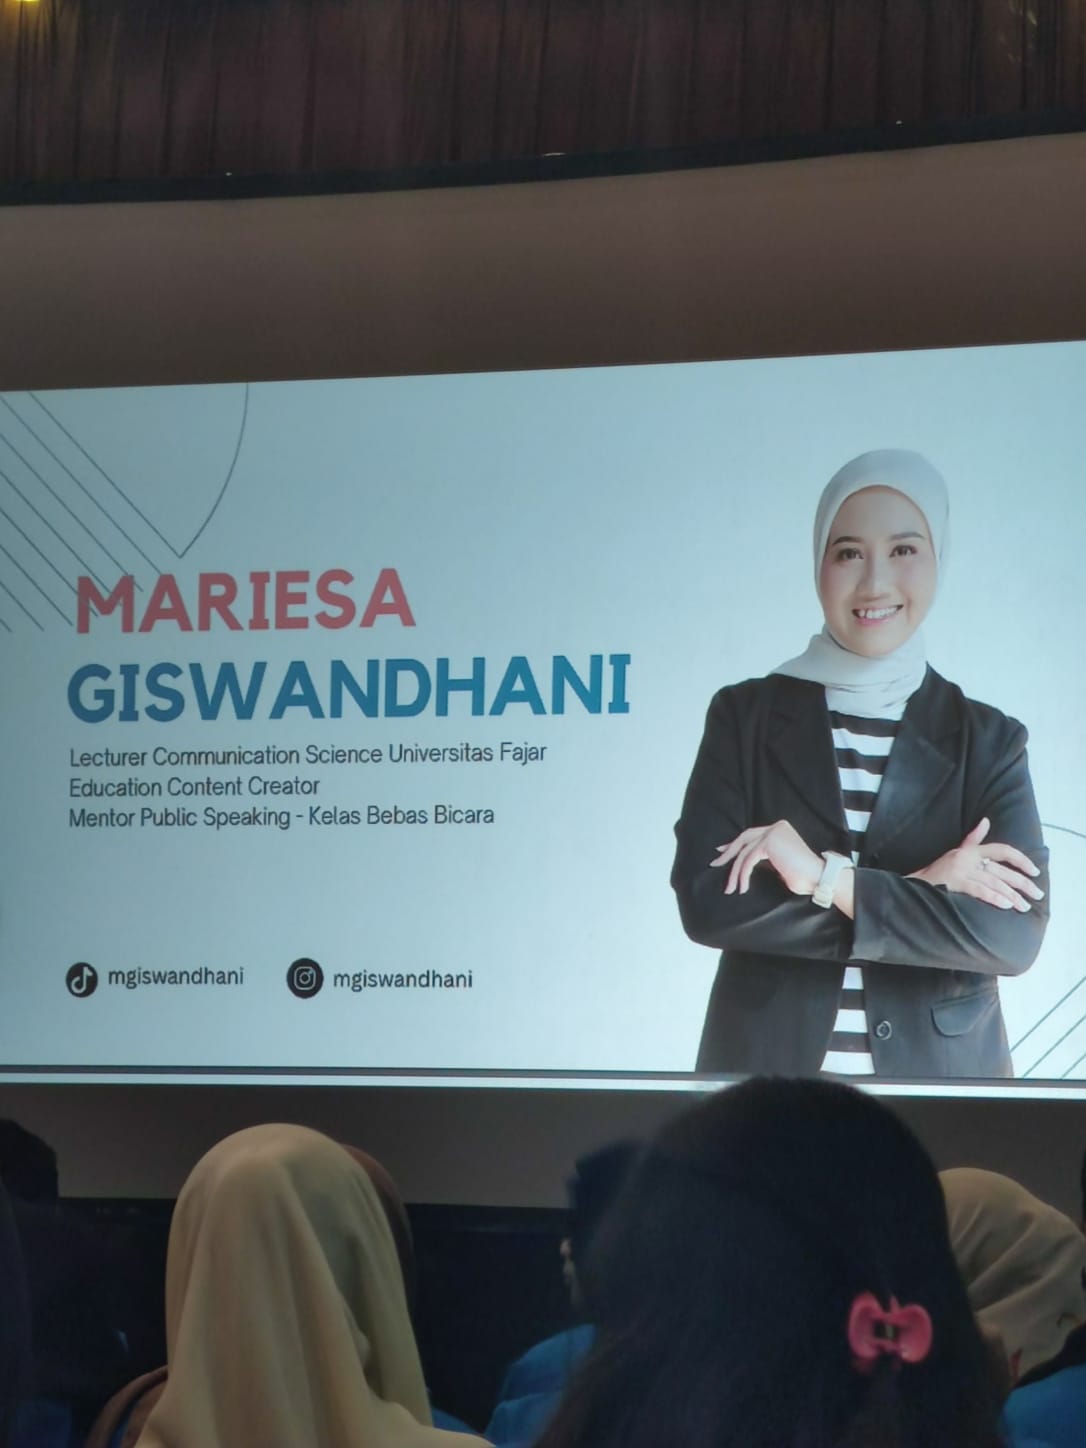 MARIESA
GISWANDHANI
Lecturer Communication Science Universitas Fajar
Education Content Creator
Mentor Public Speaking - Kelas Bebas Bicara
mgiswandhani mgiswandhani